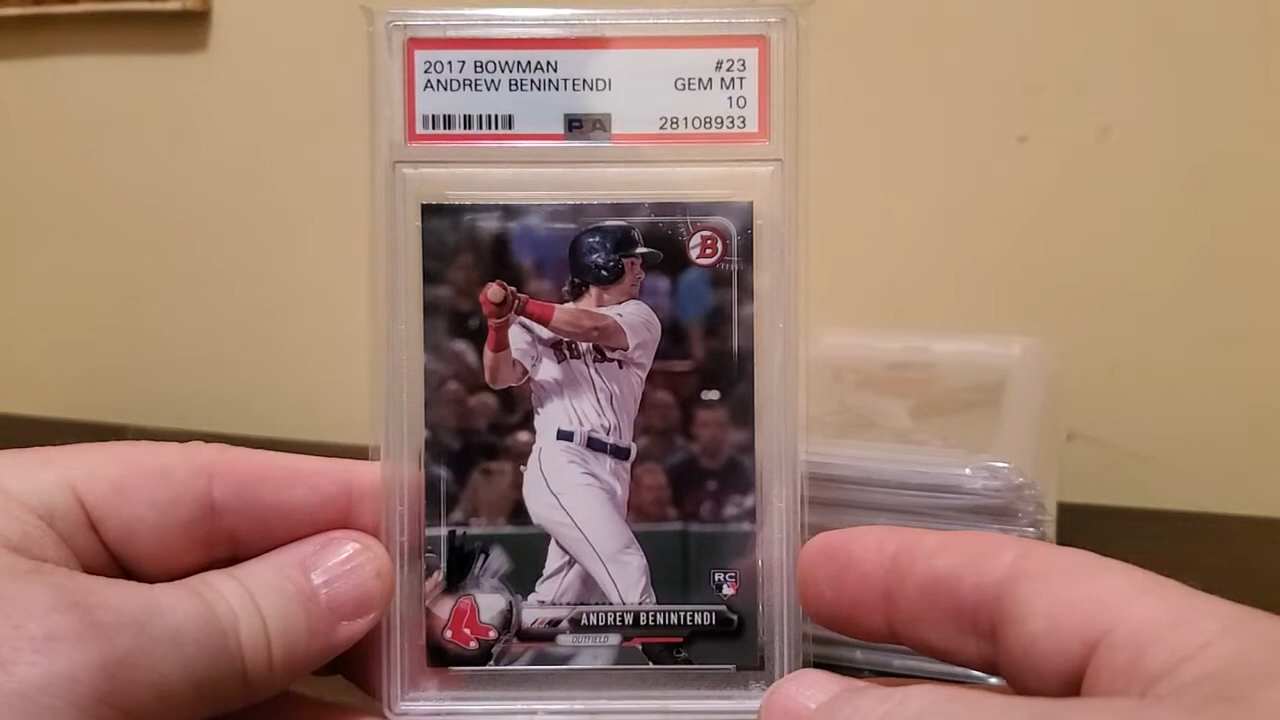 2017 BOWMAN #23
ANDREW BENINTENDI GEM MT
10
PSA 28108933
B
RC
ANDREW BENINTENDI
OUTFIELD